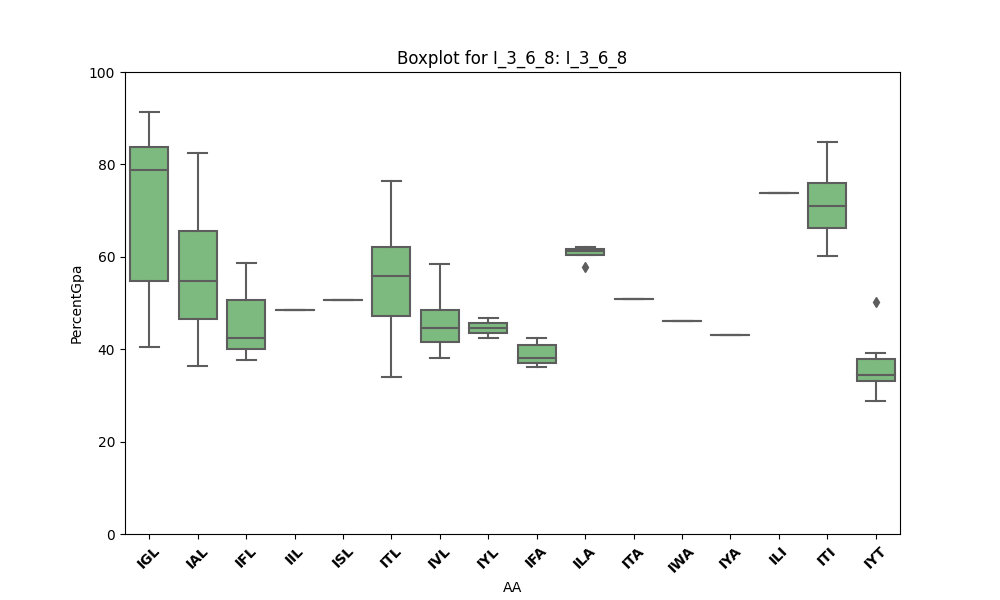 Boxplot for I_3_6_8: I_3_6_8
100
80
60
40
20
0
PercentGpa
IGL IAL IFL IIL ISL ITL IVL IYL IFA ILA ITA IWA IYA ILI ITI IYT
AA